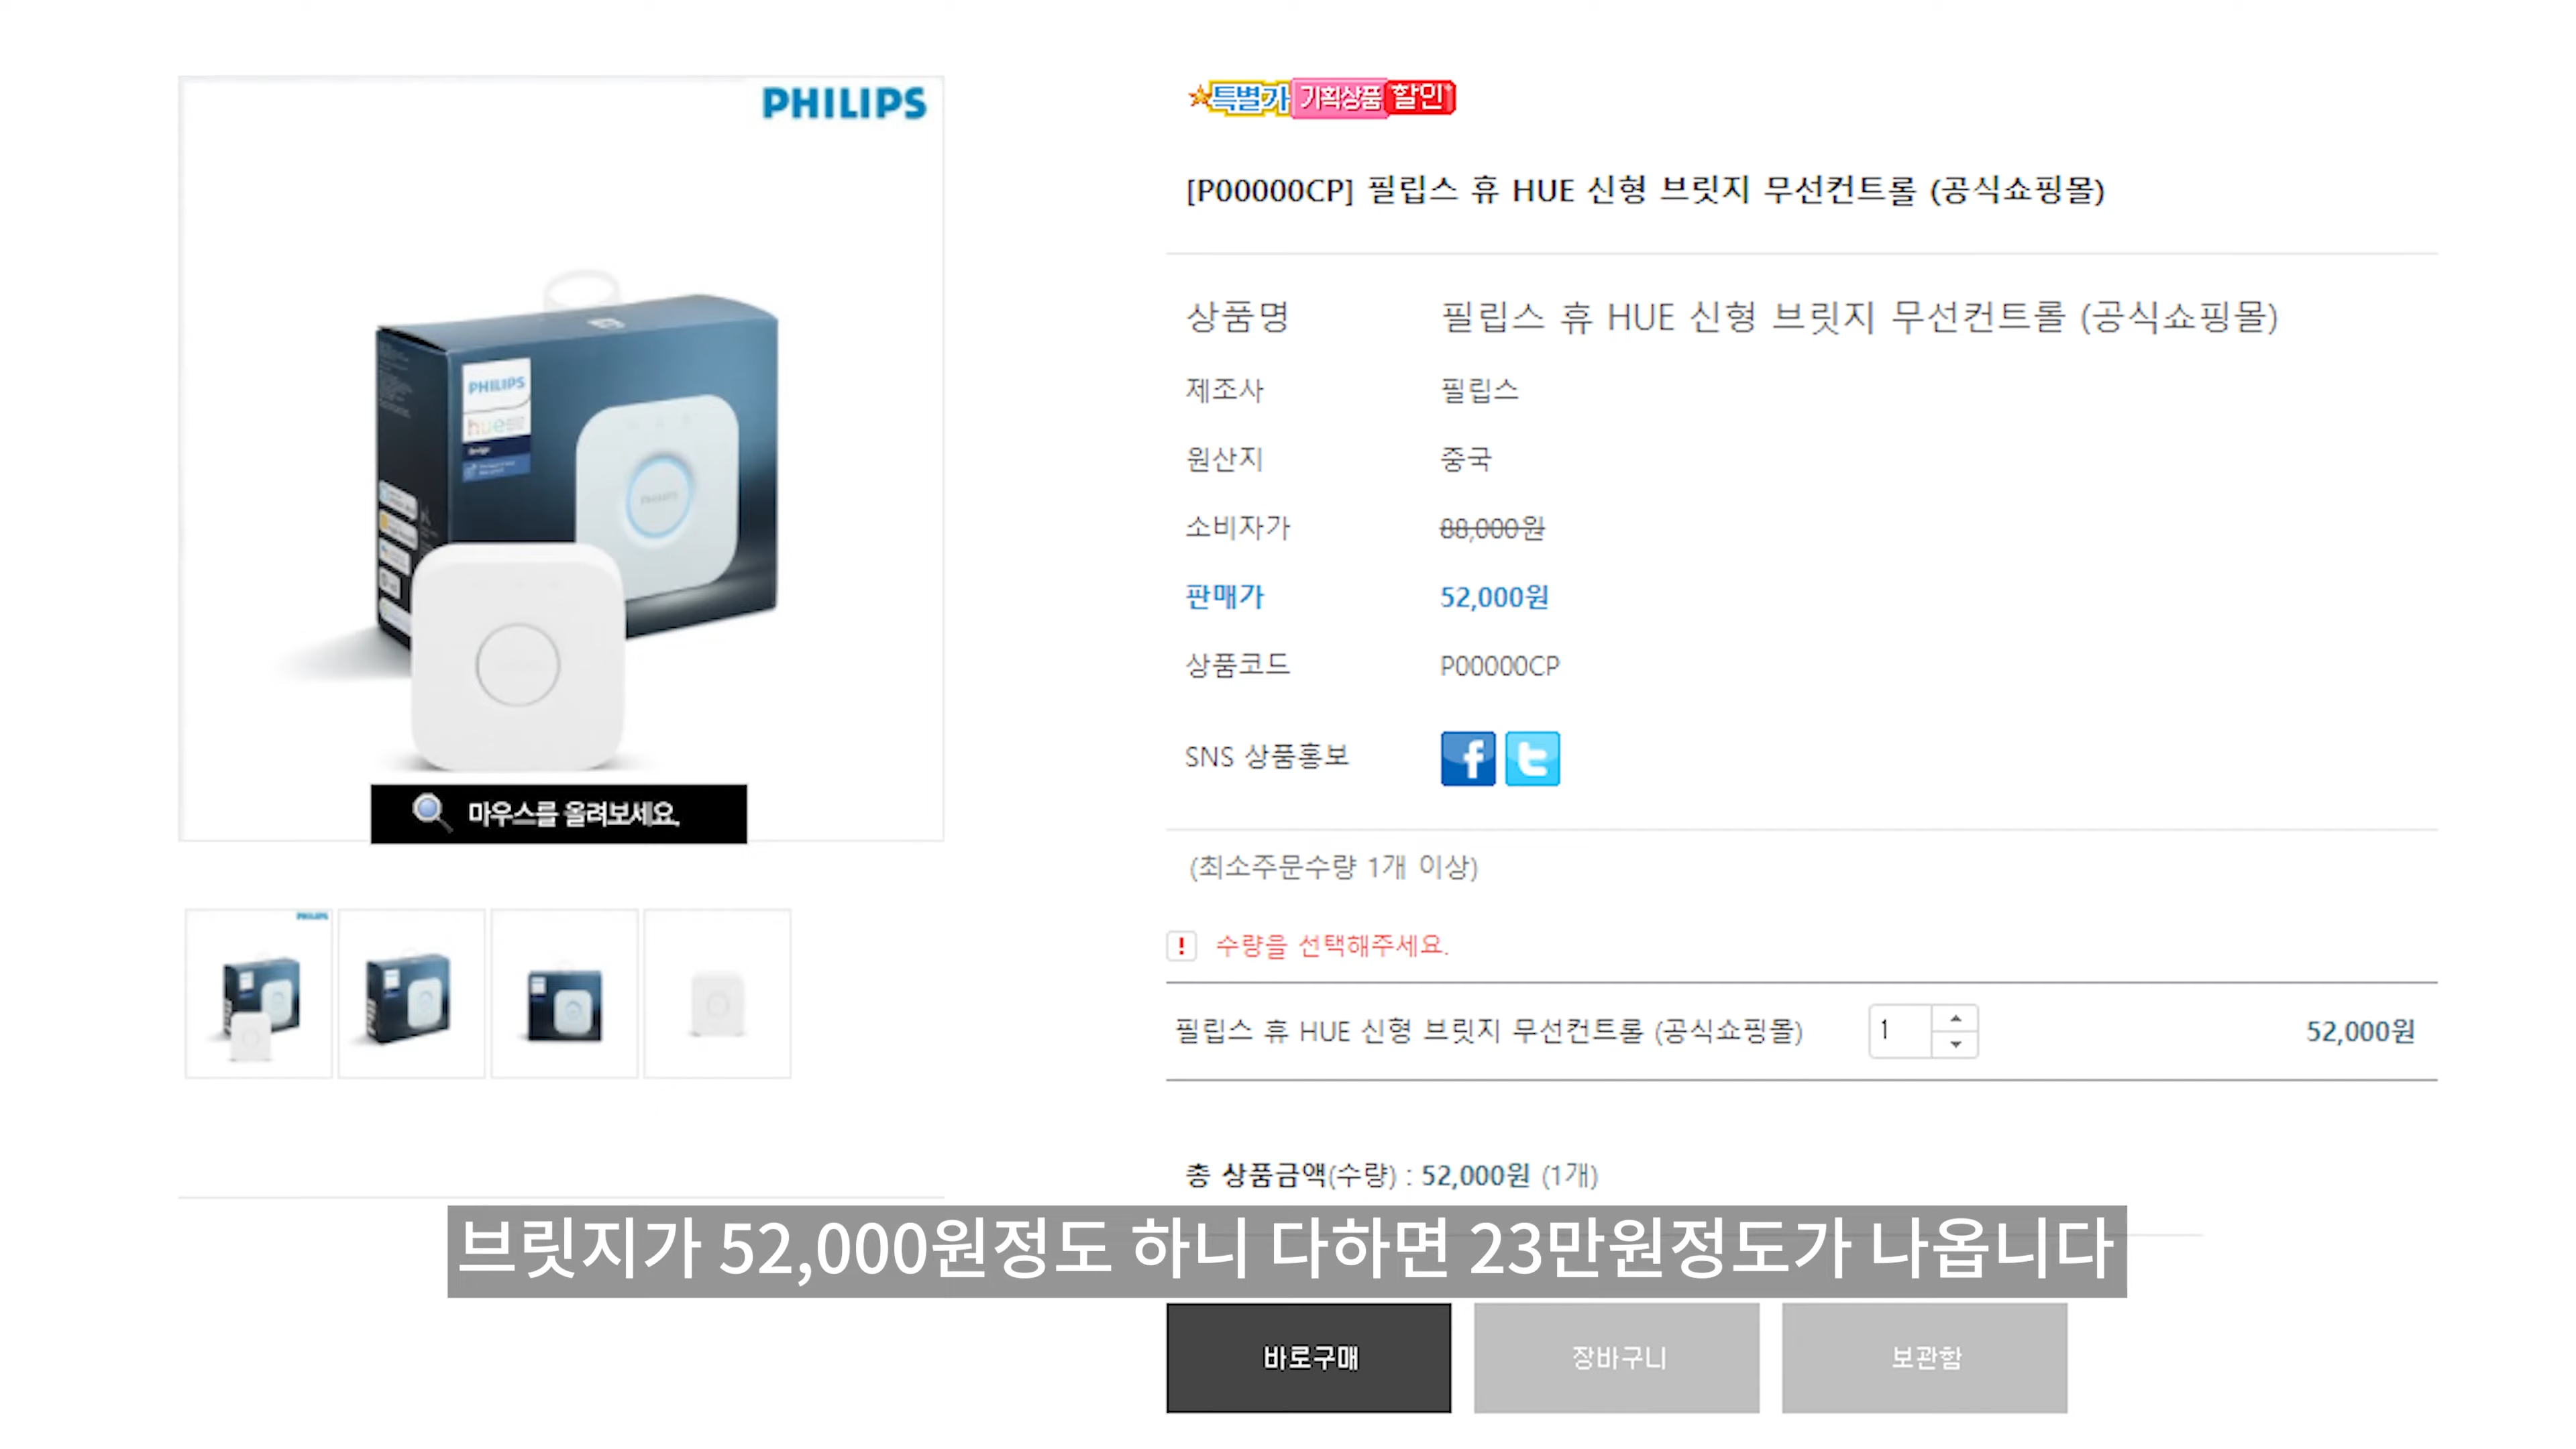 PHILIPS
PHILIPS
hue
PHILIPS
마우스를 올려보세요.
PHILIPS
특별가 기획상품 할인
[P00000CP] 필립스 휴 HUE 신형 브릿지 무선컨트롤 (공식쇼핑몰)
상품명 필립스 휴 HUE 신형 브릿지 무선컨트롤 (공식쇼핑몰)
제조사 필립스
원산지 중국
소비자가 88,000원
판매가 52,000원
상품코드 P00000CP
SNS 상품홍보
(최소주문수량 1개 이상)
! 수량을 선택해주세요.
필립스 휴 HUE 신형 브릿지 무선컨트롤 (공식쇼핑몰) 1 52,000원
총 상품금액(수량) : 52,000원 (1개)
브릿지가 52,000원정도 하니 다하면 23만원정도가 나옵니다
바로구매 장바구니 보관함